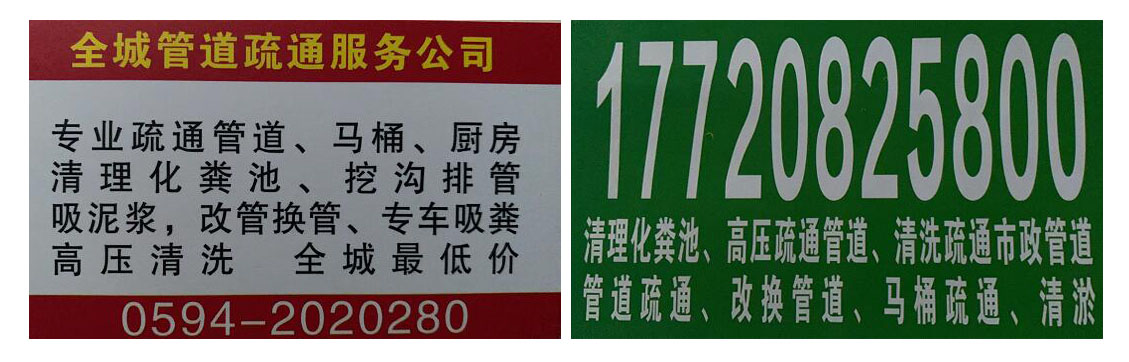 全城管道疏通服务公司
专业疏通管道、马桶、厨房
清理化粪池、挖沟排管
吸泥浆，改管换管、专车吸粪
高压清洗 全城最低价
0594-2020280
17720825800
清理化粪池、高压疏通管道、清洗疏通市政管道
管道疏通、改换管道、马桶疏通、清淤